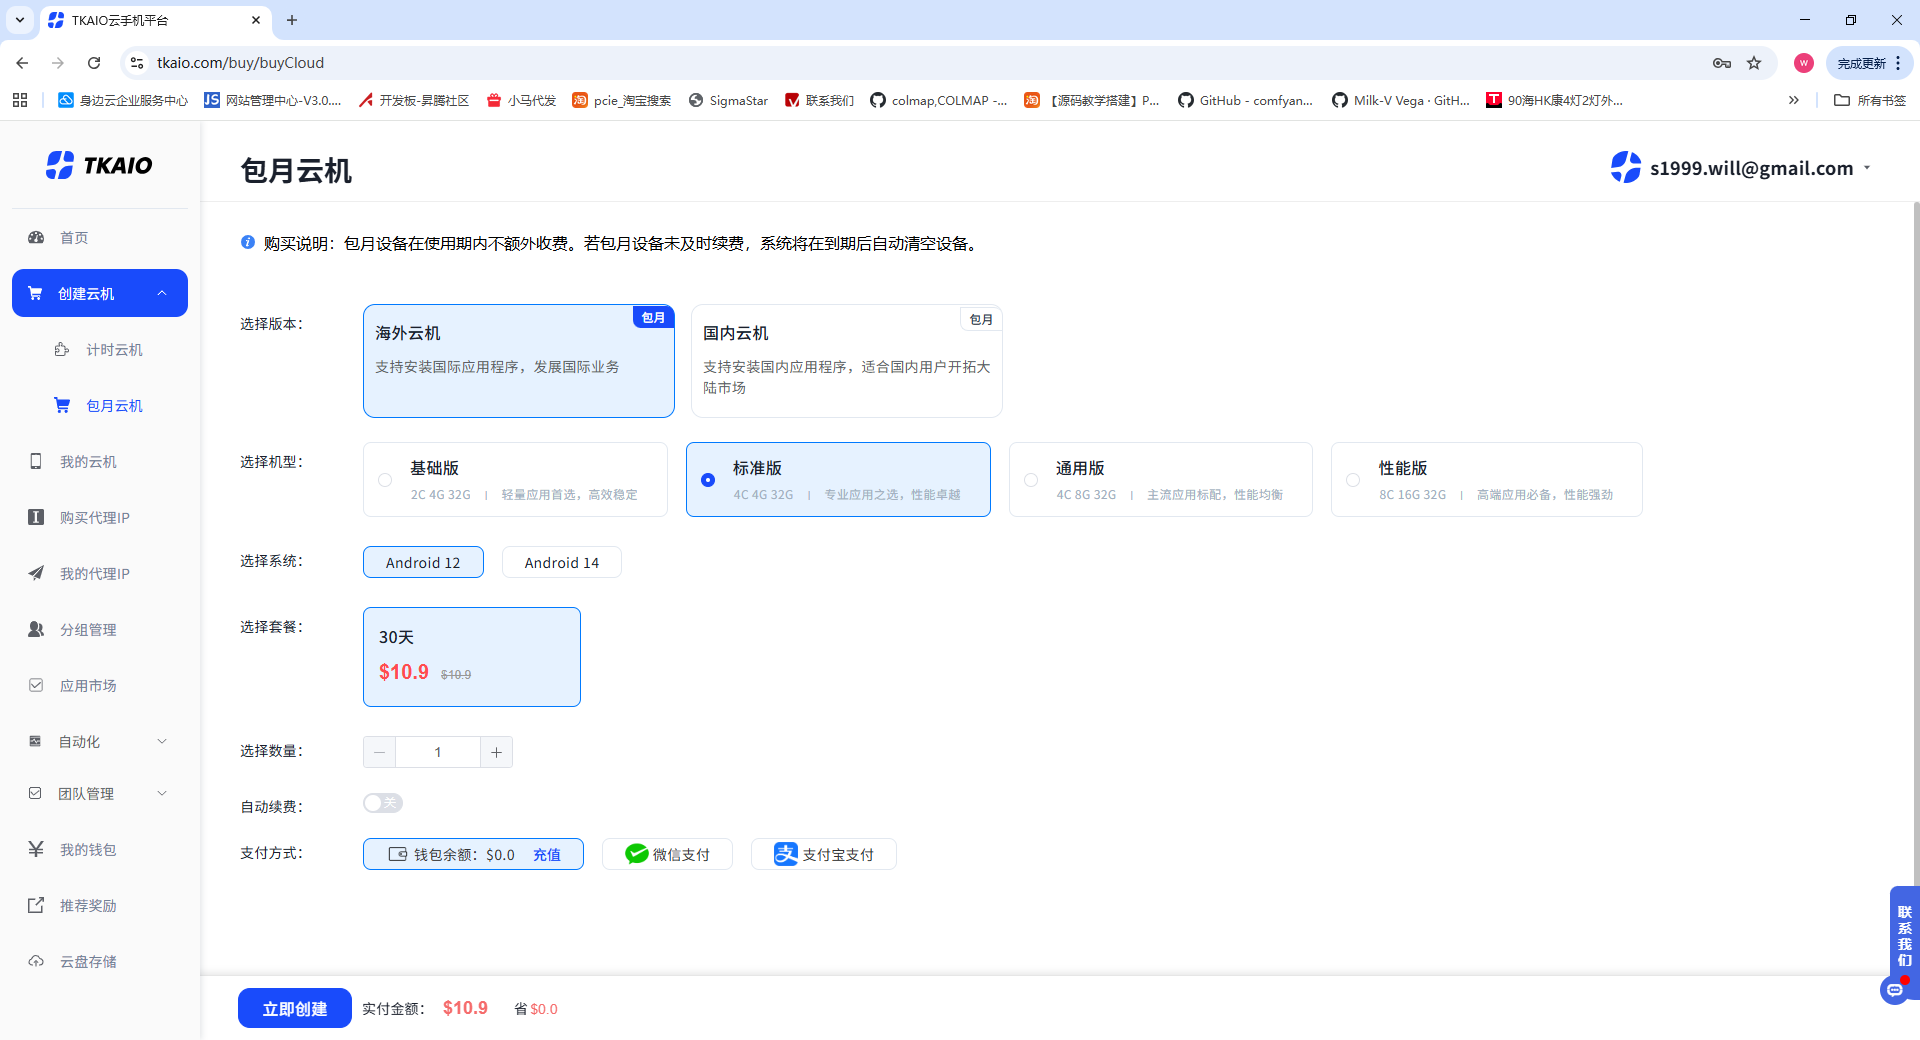 TKAIO云手机平台
tkaio.com/buy/buyCloud
W
完成更新
身边云企业服务中心
JS 网站管理中心-V3.0....
开发板-昇腾社区
小马代发
淘 pcie_淘宝搜索
SigmaStar
联系我们
colmap,COLMAP -...
淘 【源码教学搭建】P...
GitHub - comfyan...
Milk-V Vega · GitH...
T 90海HK康4灯2灯外...
所有书签
TKAIO
包月云机
s1999.will@gmail.com
首页
创建云机
计时云机
包月云机
我的云机
购买代理IP
我的代理IP
分组管理
应用市场
自动化
团队管理
我的钱包
推荐奖励
云盘存储
购买说明：包月设备在使用期内不额外收费。若包月设备未及时续费，系统将在到期后自动清空设备。
选择版本：
海外云机
包月
支持安装国际应用程序，发展国际业务
国内云机
包月
支持安装国内应用程序，适合国内用户开拓大
陆市场
选择机型：
基础版
2C 4G 32G | 轻量应用首选，高效稳定
标准版
4C 4G 32G | 专业应用之选，性能卓越
通用版
4C 8G 32G | 主流应用标配，性能均衡
性能版
8C 16G 32G | 高端应用必备，性能强劲
选择系统：
Android 12
Android 14
选择套餐：
30天
$10.9 $10.9
选择数量：
1
自动续费：
关
支付方式：
钱包余额：$0.0 充值
微信支付
支 支付宝支付
联系我们
立即创建
实付金额： $10.9 省 $0.0